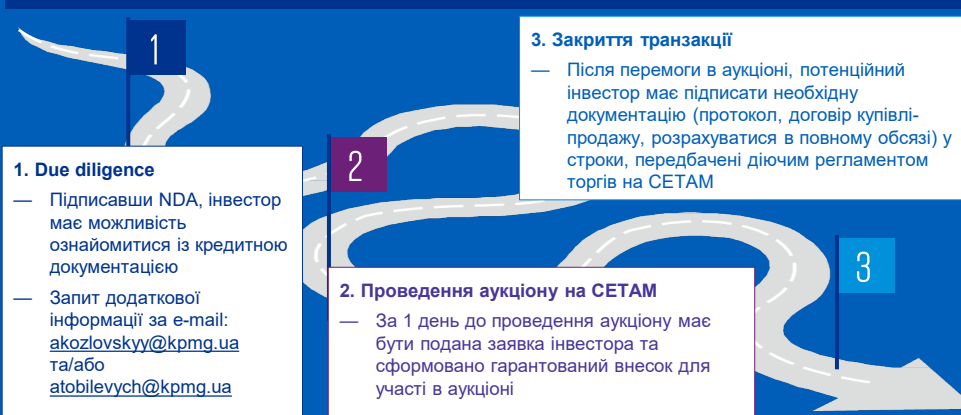 1
1. Due diligence
— Підписавши NDA, інвестор
має можливість
ознайомитися із кредитною
документацією
— Запит додаткової
інформації за e-mail:
akozlovskyy@kpmg.ua
та/або
atobilevych@kpmg.ua
2
2. Проведення аукціону на СЕТАМ
— За 1 день до проведення аукціону має
бути подана заявка інвестора та
сформовано гарантований внесок для
участі в аукціоні
3. Закриття транзакції
— Після перемоги в аукціоні, потенційний
інвестор має підписати необхідну
документацію (протокол, договір купівлі-
продажу, розрахуватися в повному обсязі) у
строки, передбачені діючим регламентом
торгів на СЕТАМ
3